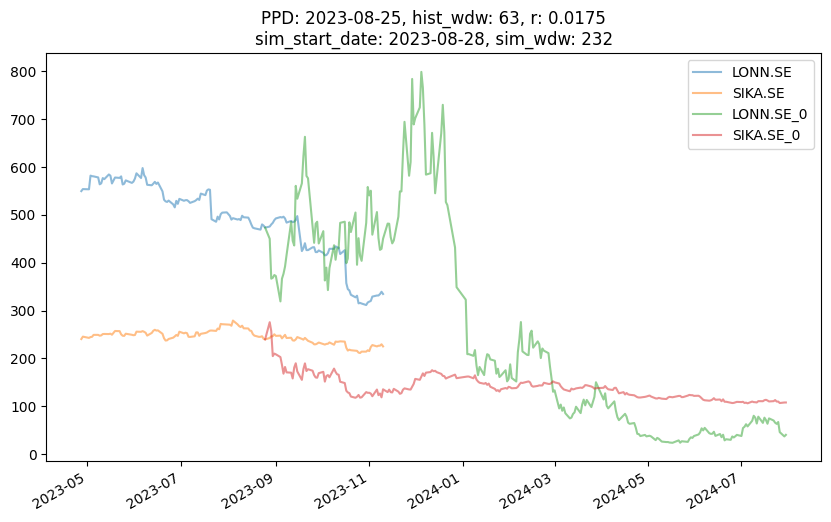 PPD: 2023-08-25, hist_wdw: 63, r: 0.0175
sim_start_date: 2023-08-28, sim_wdw: 232
LONN.SE
SIKA.SE
LONN.SE_0
SIKA.SE_0
800
700
600
500
400
300
200
100
0
2023-05
2023-07
2023-09
2023-11
2024-01
2024-03
2024-05
2024-07